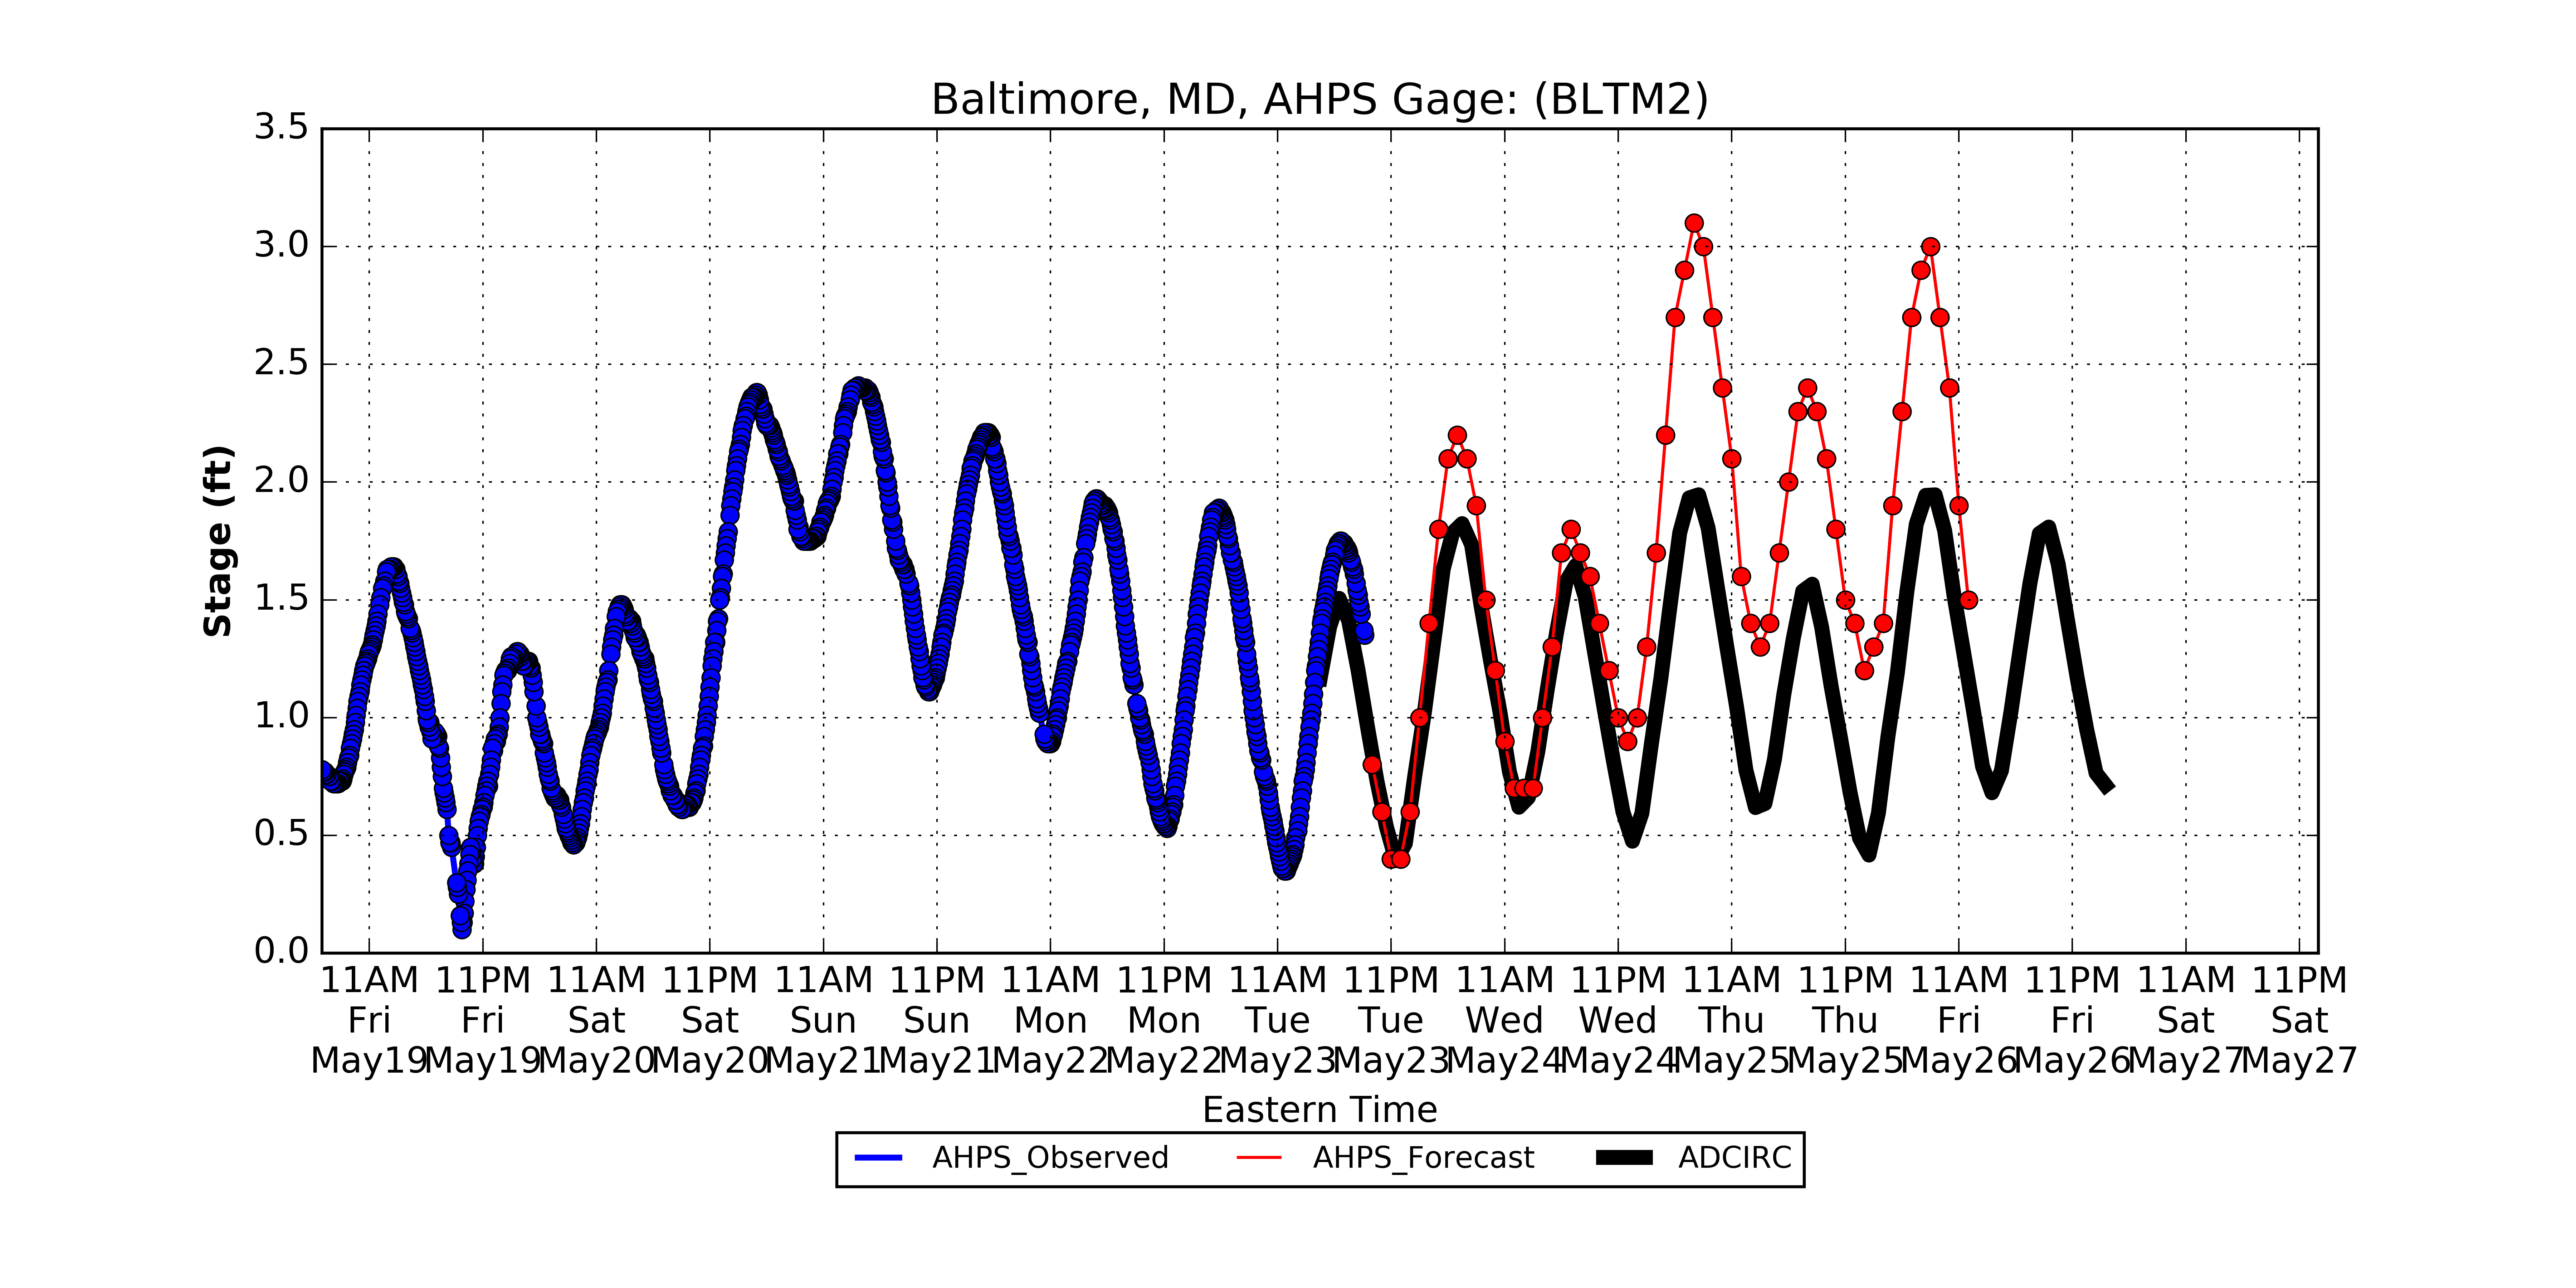 Baltimore, MD, AHPS Gage: (BLTM2)
3.5
3.0
2.5
2.0
1.5
1.0
0.5
0.0
Stage (ft)
11AM 11PM 11AM 11PM 11AM 11PM 11AM 11PM 11AM 11PM 11AM 11PM 11AM 11PM 11AM 11PM 11AM 11PM
Fri Fri Sat Sat Sun Sun Mon Mon Tue Tue Wed Wed Thu Thu Fri Fri Sat Sat
May19 May19 May20 May20 May21 May21 May22 May22 May23 May23 May24 May24 May25 May25 May26 May26 May27 May27
Eastern Time
AHPS_Observed AHPS_Forecast ADCIRC